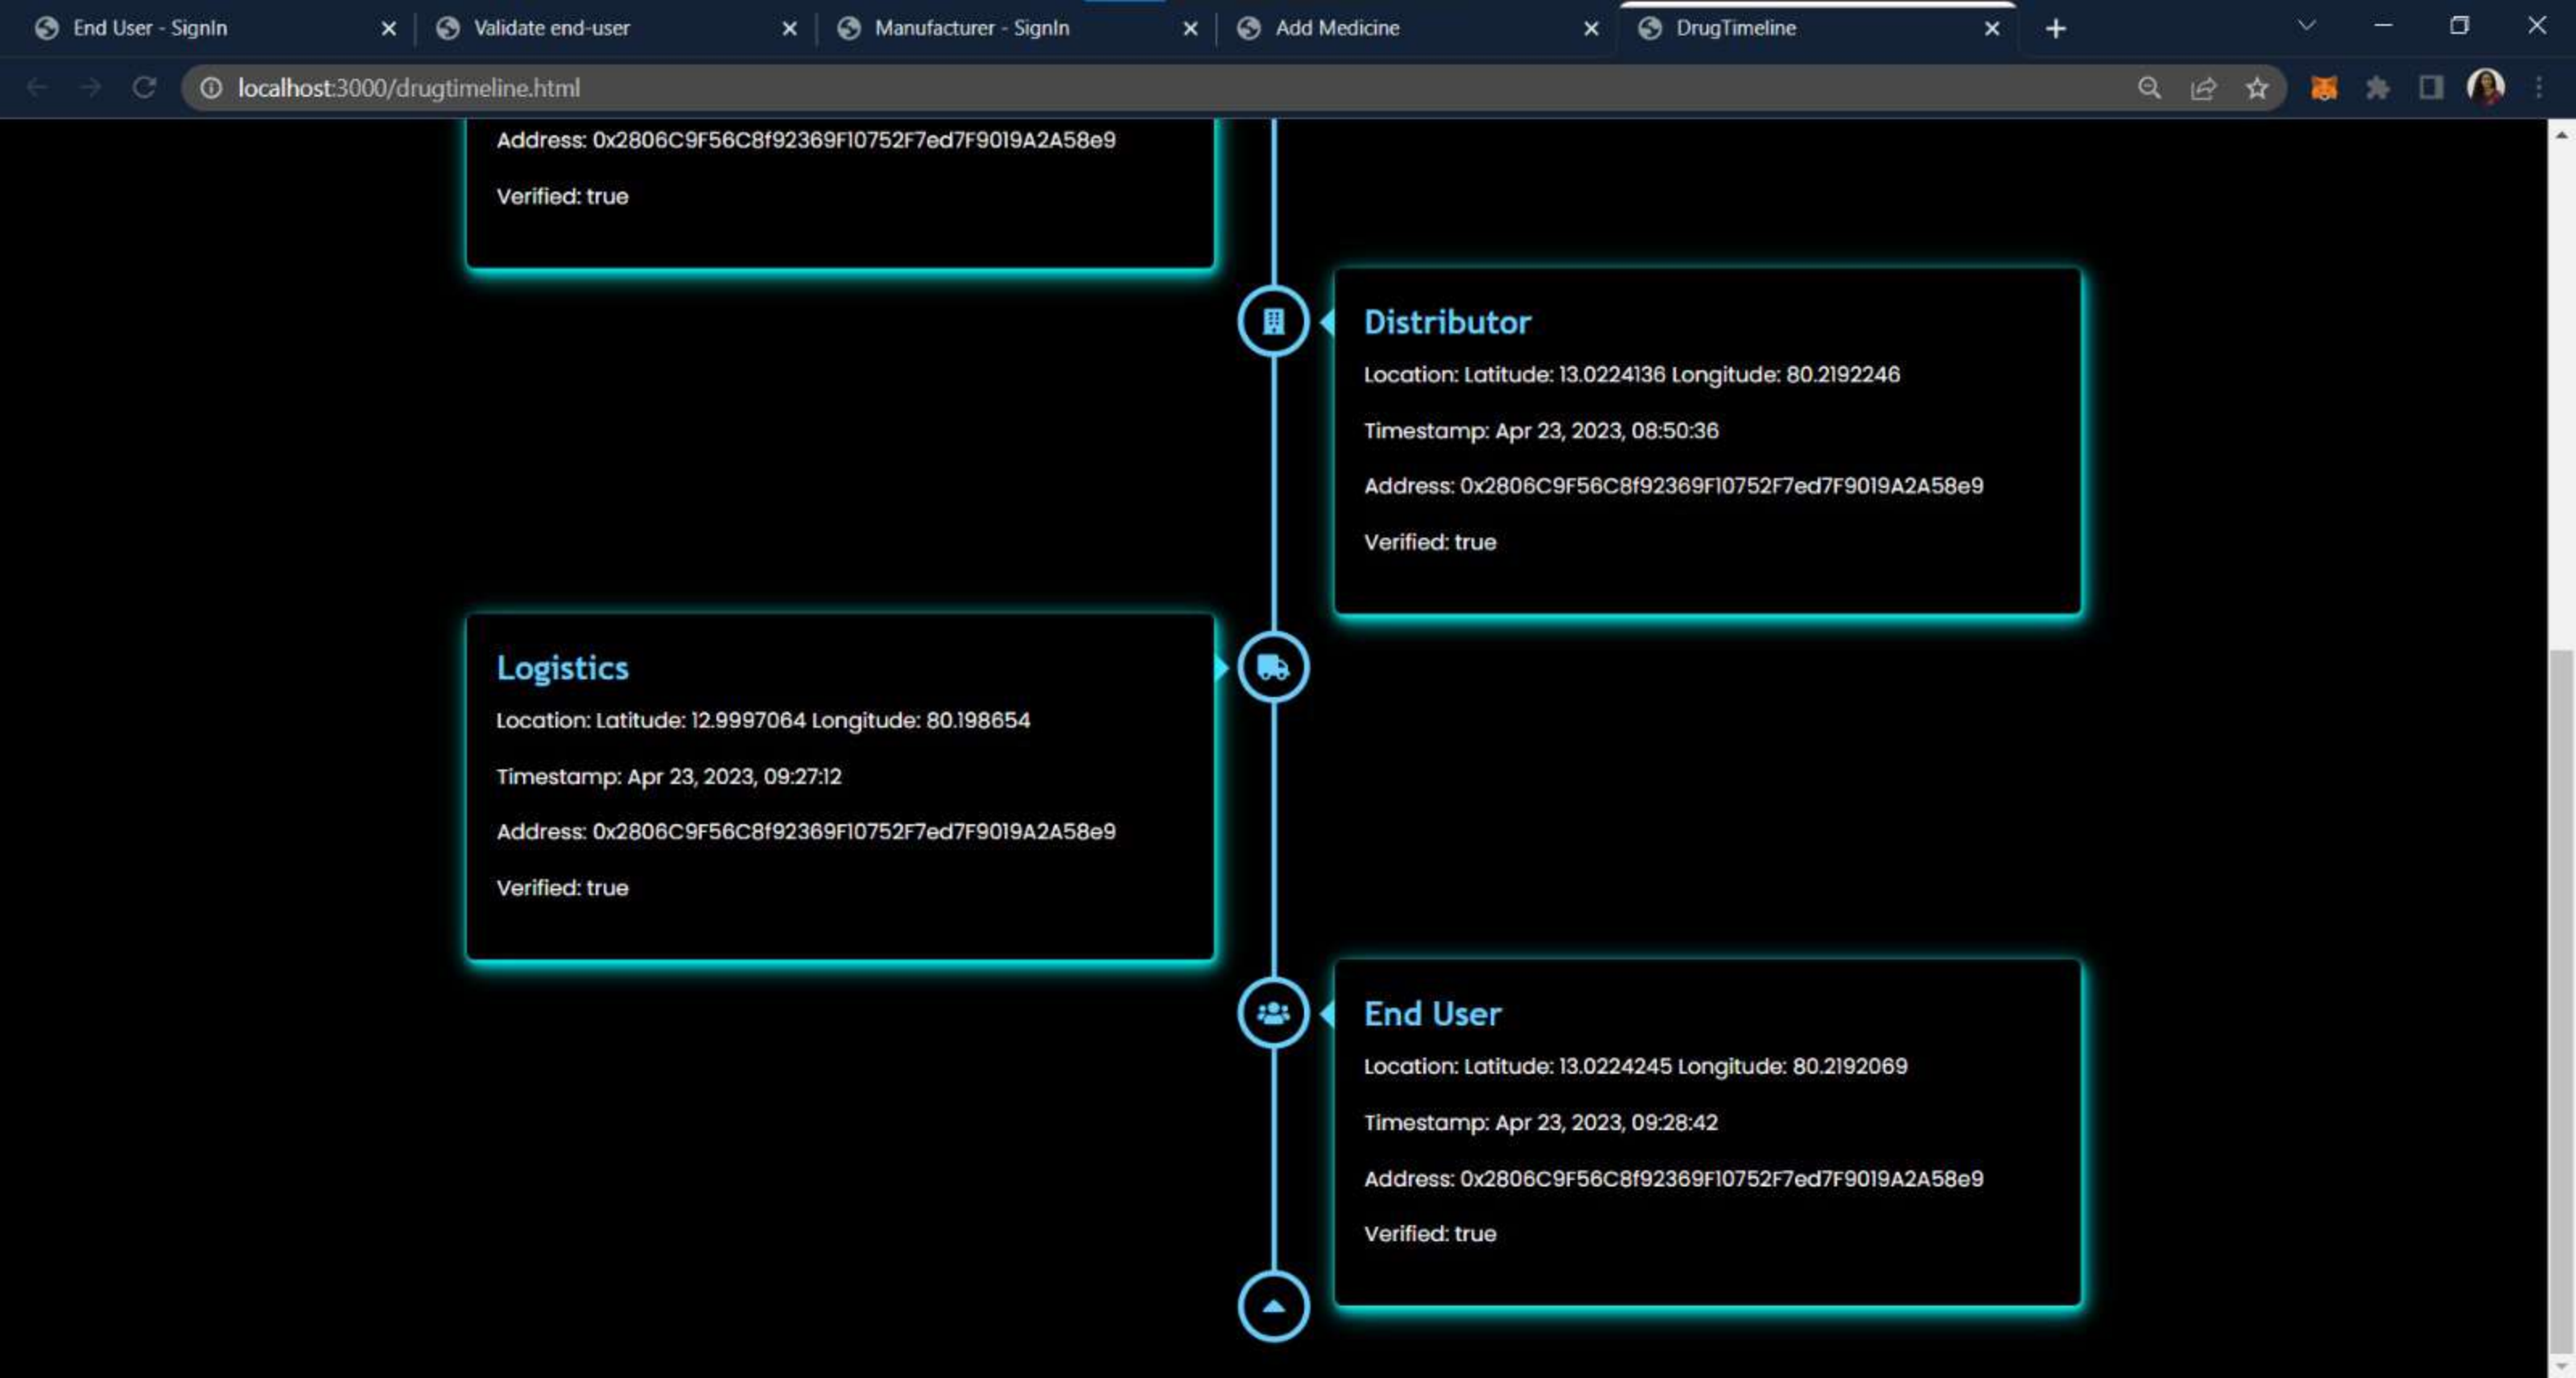 End User - SignIn
Validate end-user
Manufacturer - SignIn
Add Medicine
DrugTimeline
localhost:3000/drugtimeline.html
Address: 0x2806C9F56C8f92369F10752F7ed7F9019A2A58e9
Verified: true
Distributor
Location: Latitude: 13.0224136 Longitude: 80.2192246
Timestamp: Apr 23, 2023, 08:50:36
Address: 0x2806C9F56C8f92369F10752F7ed7F9019A2A58e9
Verified: true
Logistics
Location: Latitude: 12.9997064 Longitude: 80.198654
Timestamp: Apr 23, 2023, 09:27:12
Address: 0x2806C9F56C8f92369F10752F7ed7F9019A2A58e9
Verified: true
End User
Location: Latitude: 13.0224245 Longitude: 80.2192069
Timestamp: Apr 23, 2023, 09:28:42
Address: 0x2806C9F56C8f92369F10752F7ed7F9019A2A58e9
Verified: true